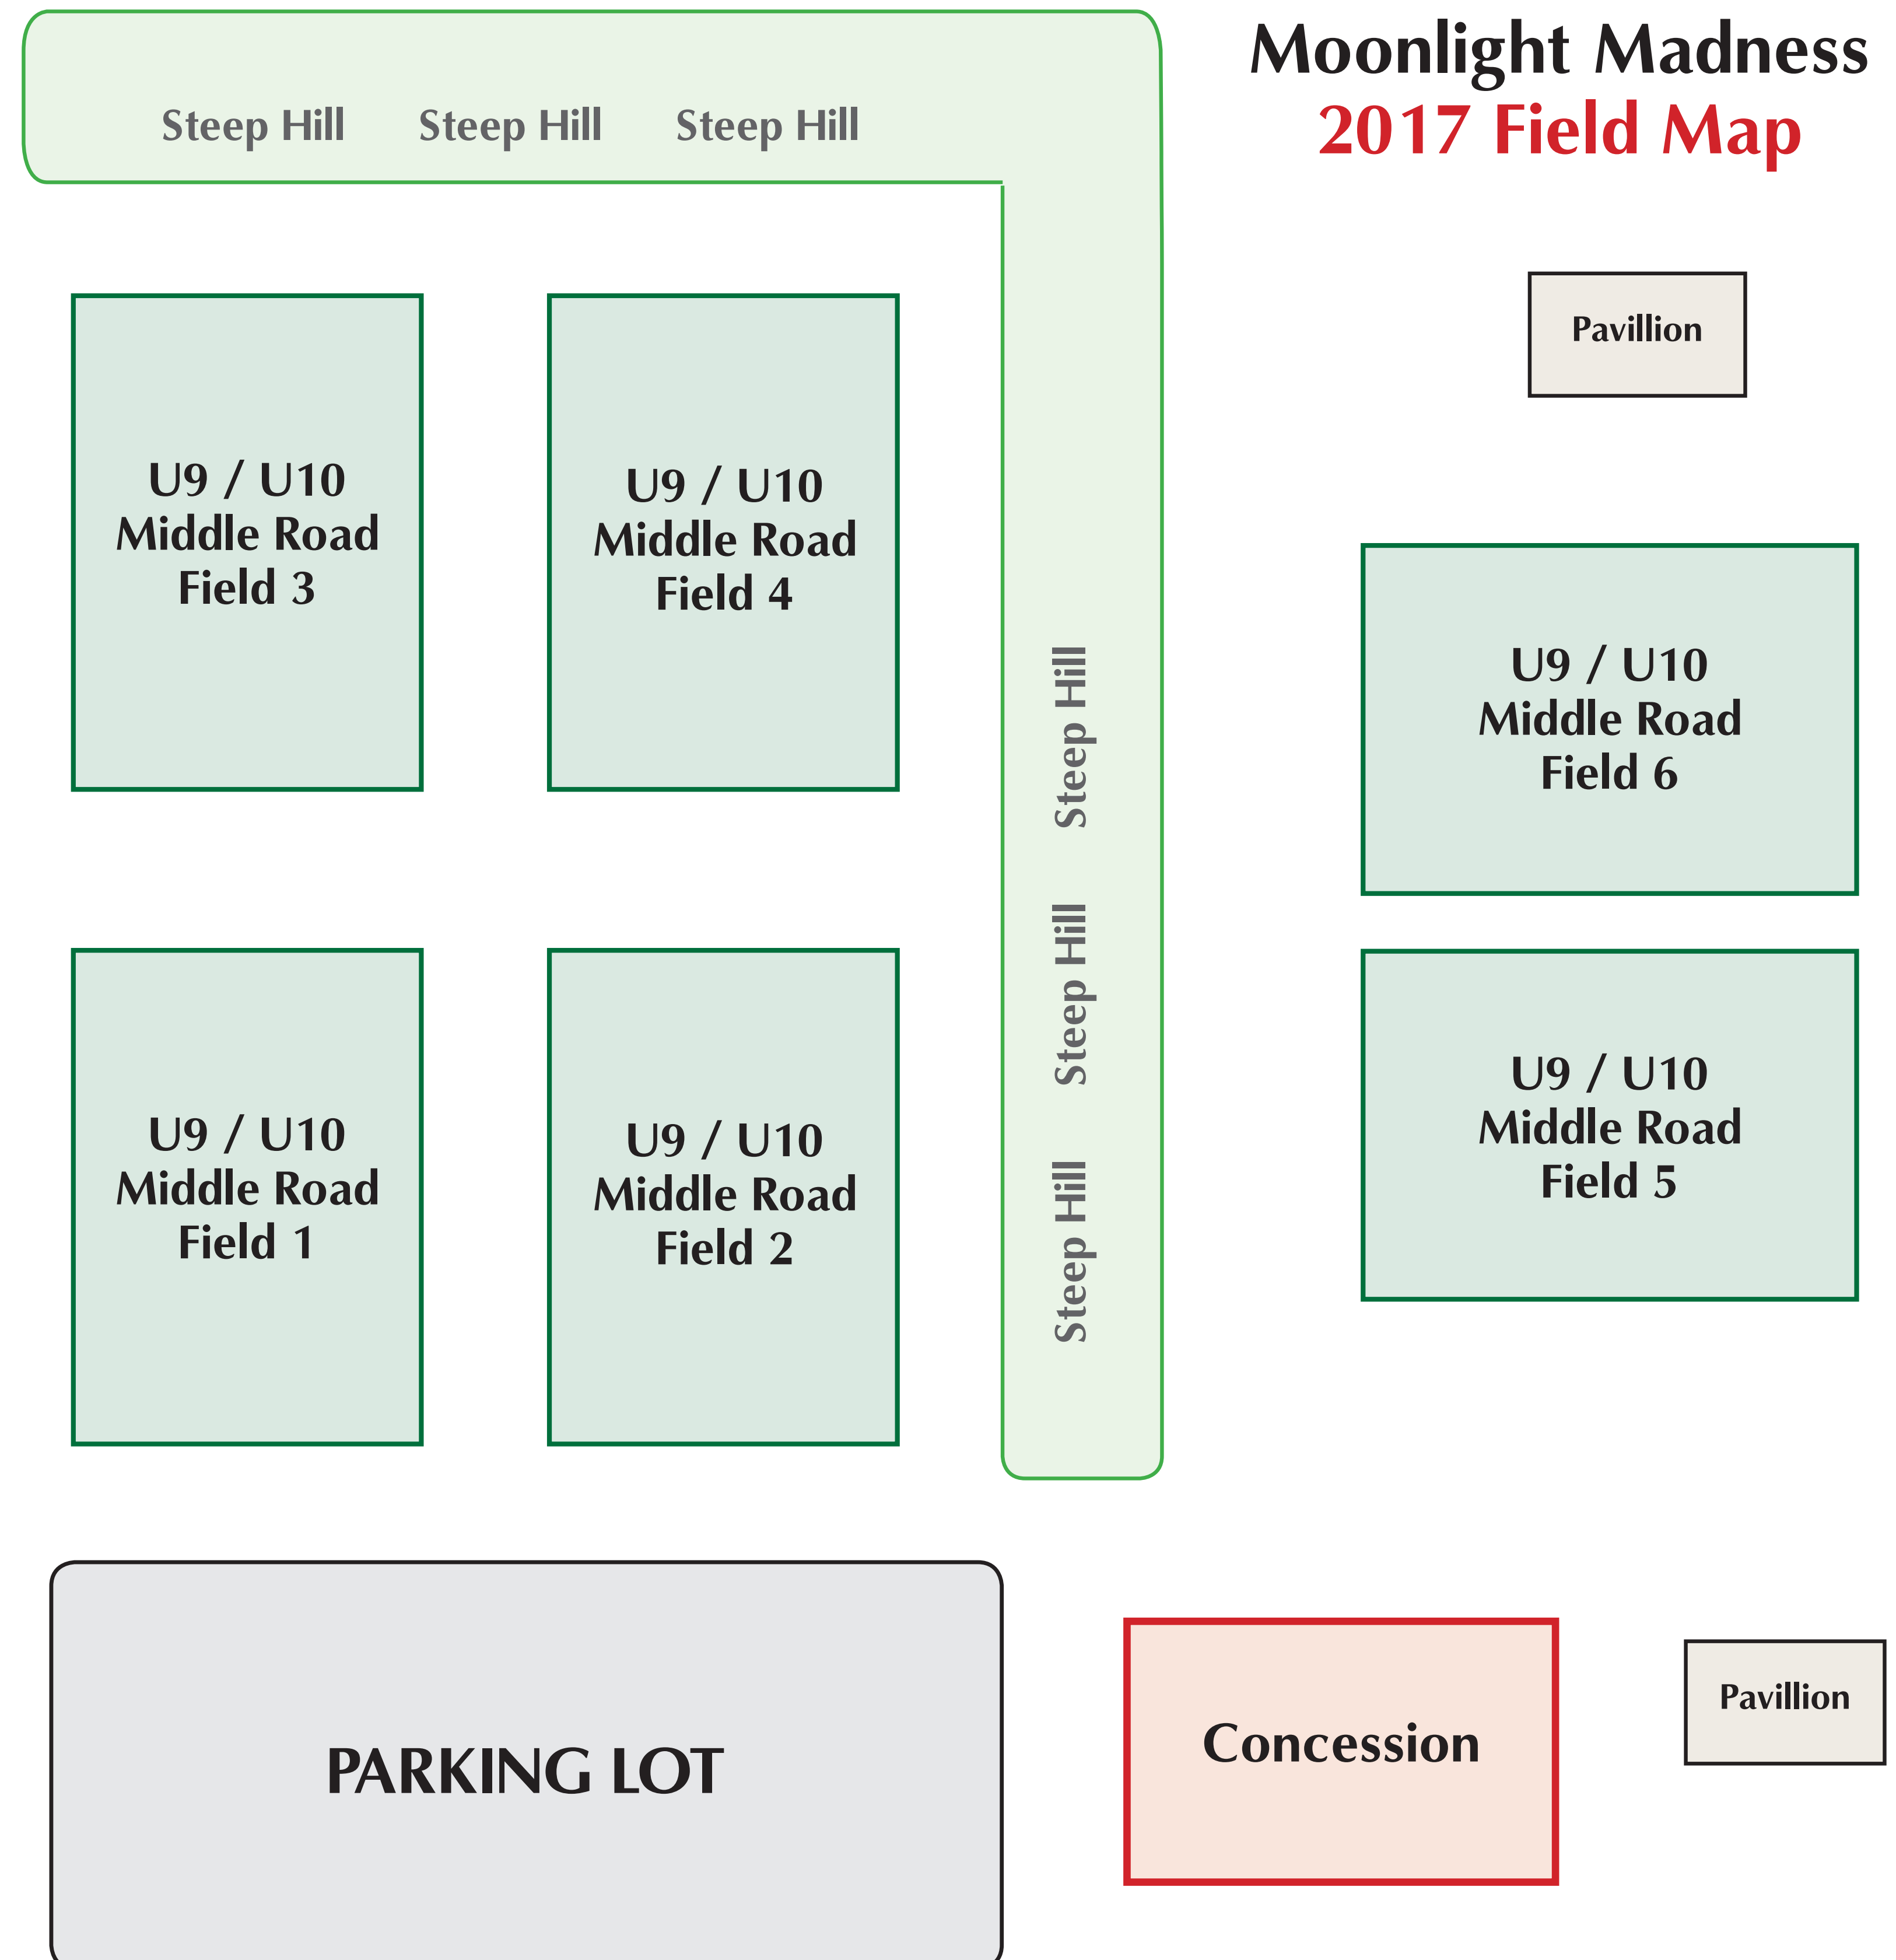 Moonlight Madness
2017 Field Map
Steep Hill Steep Hill Steep Hill
Pavillion
U9 / U10
Middle Road
Field 3
U9 / U10
Middle Road
Field 4
Steep Hill
Steep Hill
Steep Hill
U9 / U10
Middle Road
Field 6
U9 / U10
Middle Road
Field 1
U9 / U10
Middle Road
Field 2
U9 / U10
Middle Road
Field 5
PARKING LOT
Concession
Pavillion